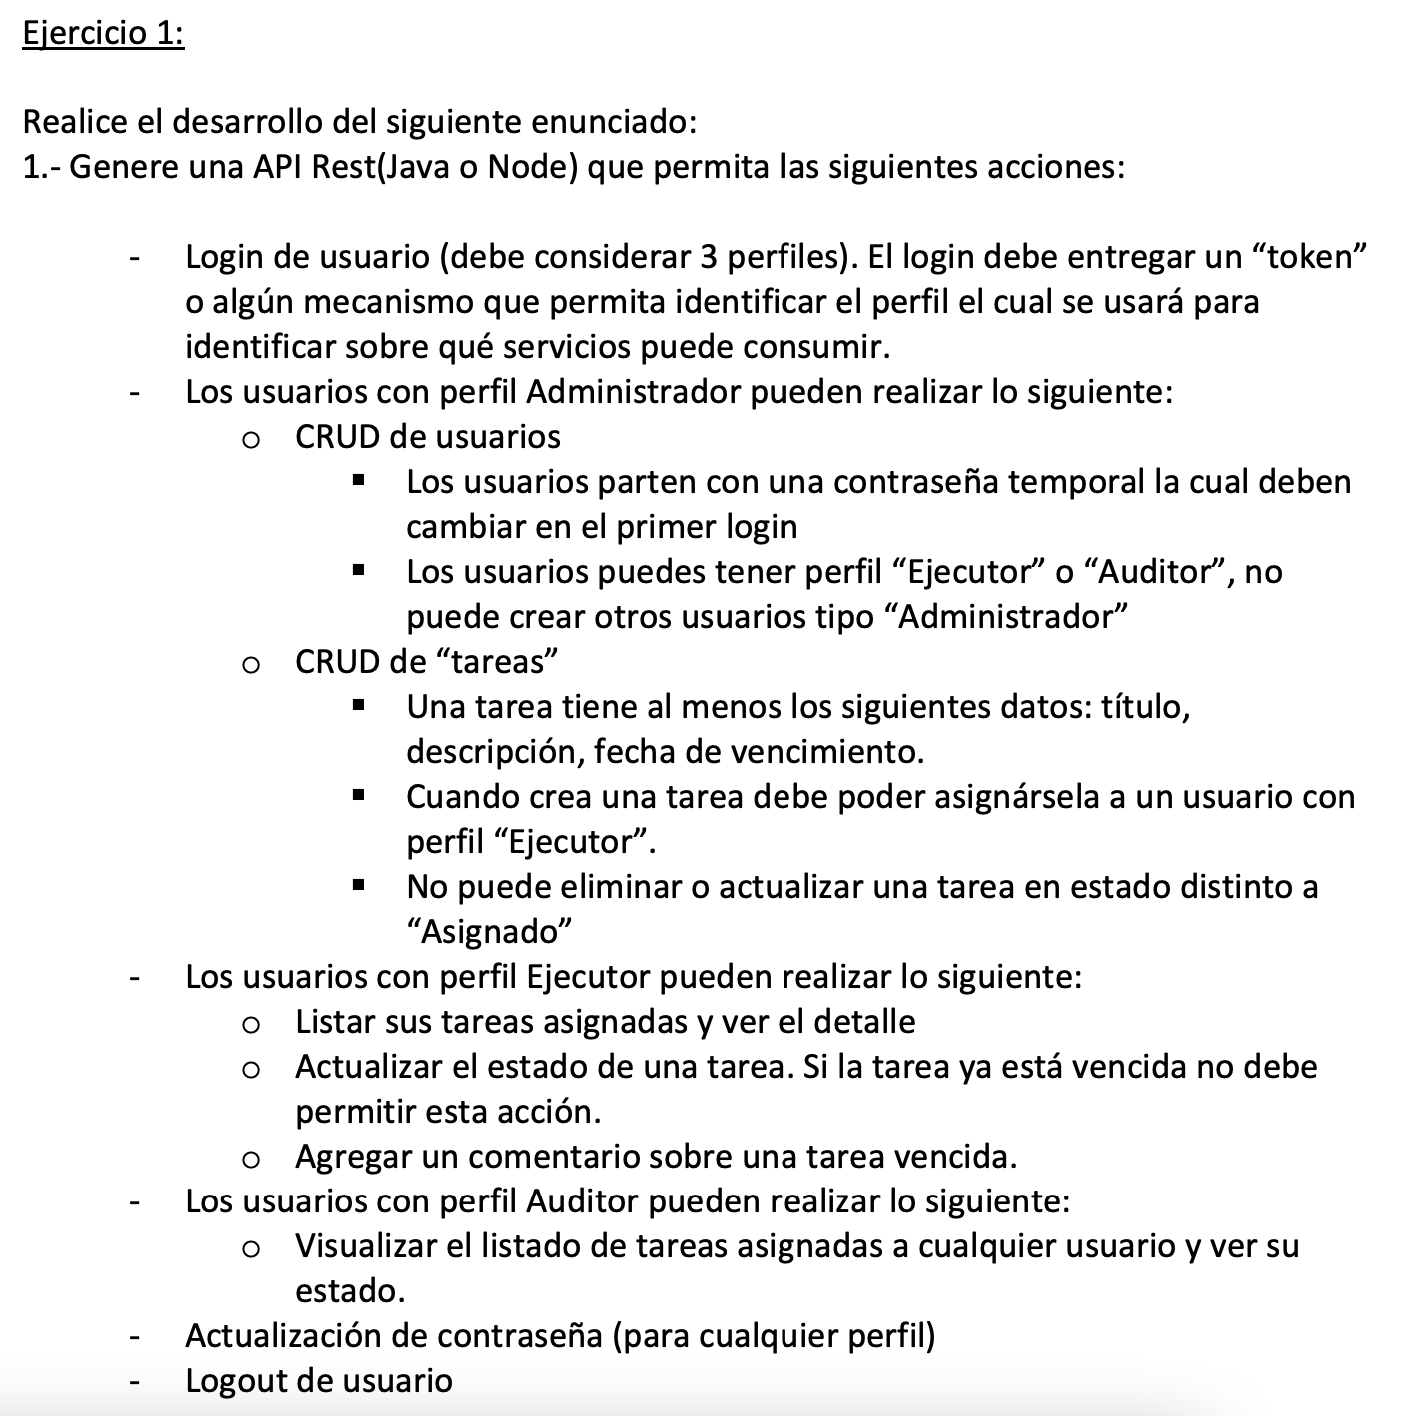 Ejercicio 1:
Realice el desarrollo del siguiente enunciado:
1.- Genere una API Rest(Java o Node) que permita las siguientes acciones:
- Login de usuario (debe considerar 3 perfiles). El login debe entregar un “token”
o algún mecanismo que permita identificar el perfil el cual se usará para
identificar sobre qué servicios puede consumir.
- Los usuarios con perfil Administrador pueden realizar lo siguiente:
o CRUD de usuarios
▪ Los usuarios parten con una contraseña temporal la cual deben
cambiar en el primer login
▪ Los usuarios puedes tener perfil “Ejecutor” o “Auditor”, no
puede crear otros usuarios tipo “Administrador”
o CRUD de “tareas”
▪ Una tarea tiene al menos los siguientes datos: título,
descripción, fecha de vencimiento.
▪ Cuando crea una tarea debe poder asignársela a un usuario con
perfil “Ejecutor”.
▪ No puede eliminar o actualizar una tarea en estado distinto a
“Asignado”
- Los usuarios con perfil Ejecutor pueden realizar lo siguiente:
o Listar sus tareas asignadas y ver el detalle
o Actualizar el estado de una tarea. Si la tarea ya está vencida no debe
permitir esta acción.
o Agregar un comentario sobre una tarea vencida.
- Los usuarios con perfil Auditor pueden realizar lo siguiente:
o Visualizar el listado de tareas asignadas a cualquier usuario y ver su
estado.
- Actualización de contraseña (para cualquier perfil)
- Logout de usuario